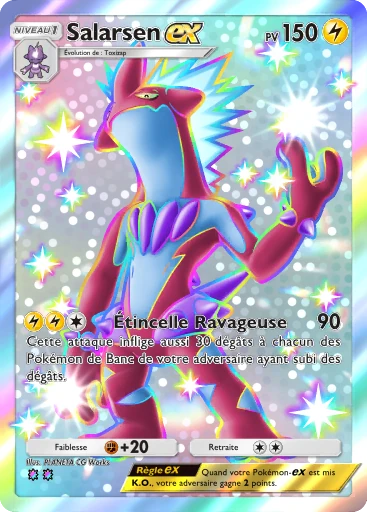 NIVEAU 1
Salarsen ex
PV 150
Évolution de : Toxizap
Étincelle Ravageuse 90
Cette attaque inflige aussi 30 dégâts à chacun des
Pokémon de Banc de votre adversaire ayant subi des
dégâts.
Faiblesse +20 Retraite
Illus. PLANETA CG Works
Règle ex Quand votre Pokémon-ex est mis
K.O., votre adversaire gagne 2 points.